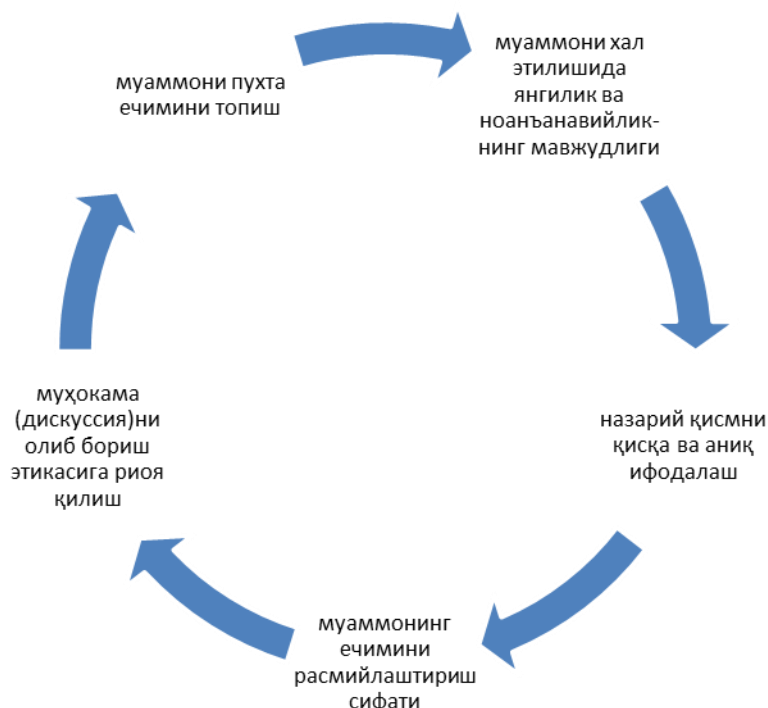 муаммони пухта
ечимини топиш
муаммони хал
этилишида
янгилик ва
ноанъанавийлик-
нинг мавжудлиги
назарий қисмни
қисқа ва аниқ
ифодалаш
муаммонинг
ечимини
расмийлаштириш
сифати
муҳокама
(дискуссия)ни
олиб бориш
этикасига риоя
қилиш